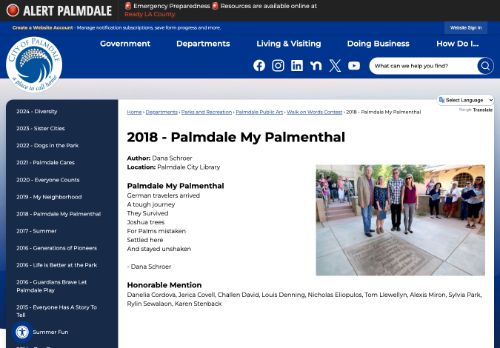 ALERT PALMDALE
🚨 Emergency Preparedness 🚨 Resources are available online at
Ready LA County.
Create a Website Account - Manage notification subscriptions, save form progress and more.
Website Sign In
CITY OF PALMDALE
a place to call home
Government
Departments
Living & Visiting
Doing Business
How Do I...
What can we help you find?
Select Language
Google Translate
Home › Departments › Parks and Recreation › Palmdale Public Art › Walk on Words Contest › 2018 - Palmdale My Palmenthal
2024 - Diversity
2023 - Sister Cities
2022 - Dogs in the Park
2021 - Palmdale Cares
2020 - Everyone Counts
2019 - My Neighborhood
2018 - Palmdale My Palmenthal
2017 - Summer
2016 - Generations of Pioneers
2016 - Life is Better at the Park
2016 - Guardians Brave Let
Palmdale Play
2015 - Everyone Has A Story To
Tell
Summer Fun
2018 - Palmdale My Palmenthal
Author: Dana Schroer
Location: Palmdale City Library
Palmdale My Palmenthal
German travelers arrived
A tough journey
They Survived
Joshua trees
For Palms mistaken
Settled here
And stayed unshaken
- Dana Schroer
Honorable Mention
Danelia Cordova, Jerica Covell, Challen David, Louis Denning, Nicholas Eliopulos, Tom Llewellyn, Alexis Miron, Sylvia Park,
Rylin Sewalaon, Karen Stenback